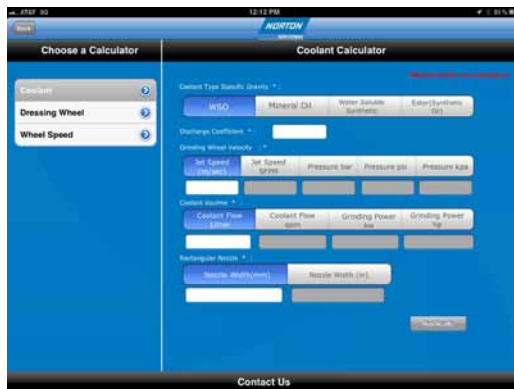 AT&T 3G 12:12 PM
Back
NORTON
Choose a Calculator
Coolant Calculator
Coolant
Dressing Wheel
Wheel Speed
Coolant Type Specific Gravity * :
WSO Mineral Oil Water Soluble Synthetic Ester(Synthetic Oil)
Discharge Coefficient * :
Grinding Wheel Velocity : *
Jet Speed (m/sec) Jet Speed SFPM Pressure bar Pressure psi Pressure kpa
Coolant Voulme * :
Coolant Flow L/min Coolant Flow gpm Grinding Power kw Grinding Power hp
Rectangular Nozzle * :
Nozzle Width(mm) Nozzle Width (in)
Contact Us